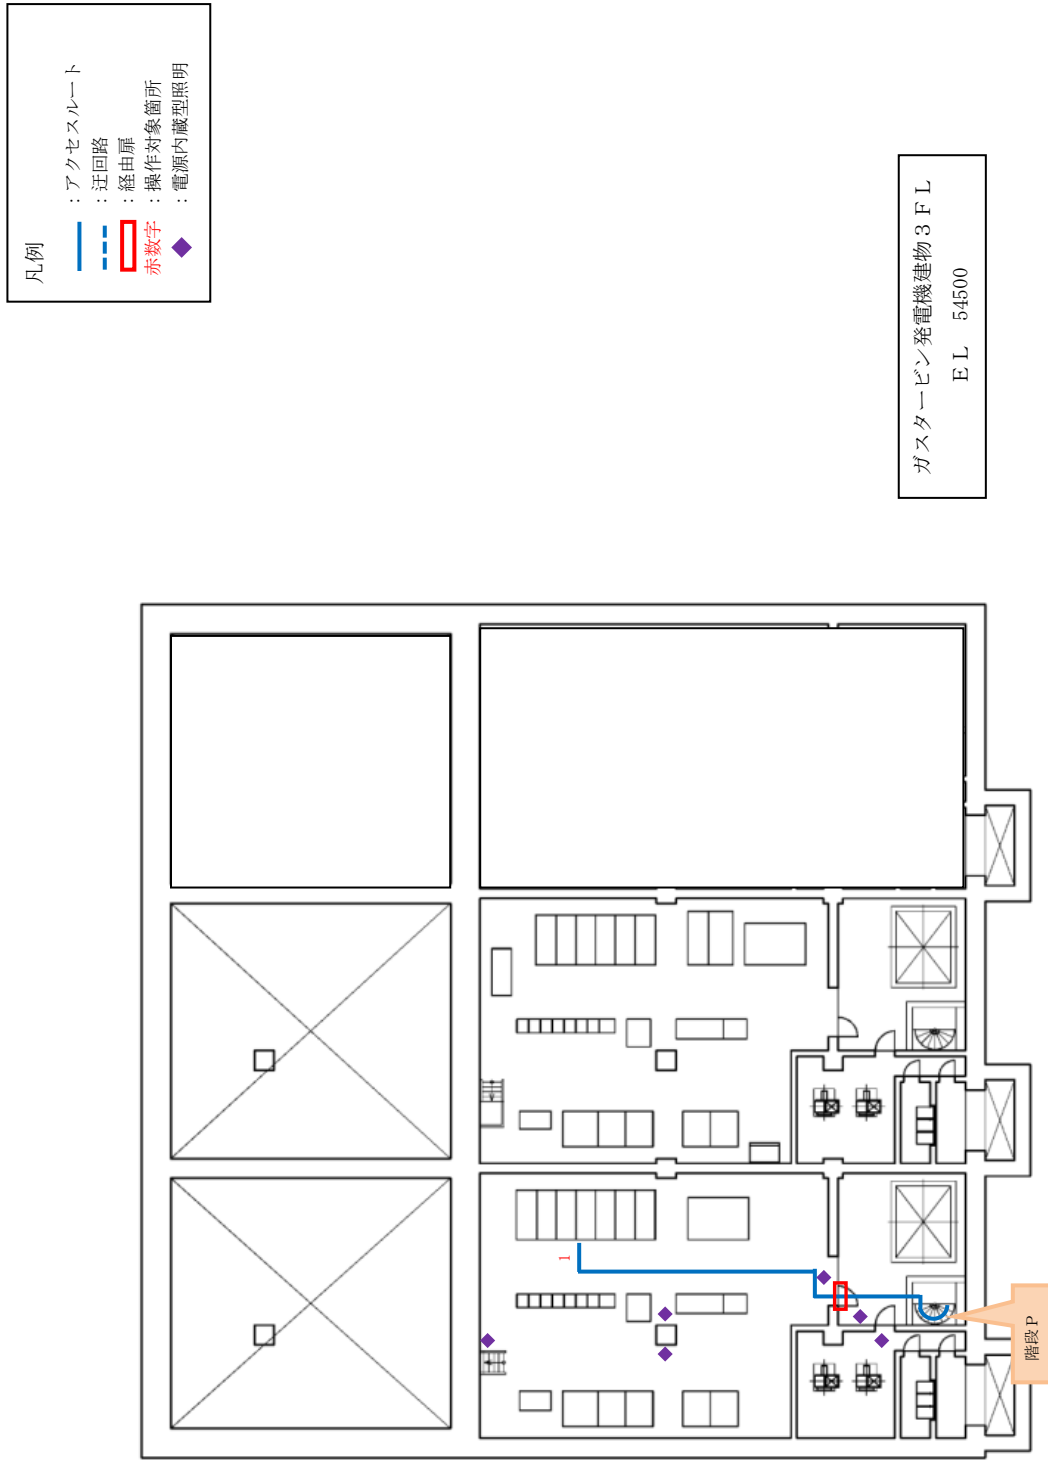 凡例
：アクセスルート
：迂回路
：経由扉
赤数字：操作対象箇所
：電源内蔵型照明
ガスタービン発電機建物３ＦＬ
ＥＬ　54500
1
階段Ｐ